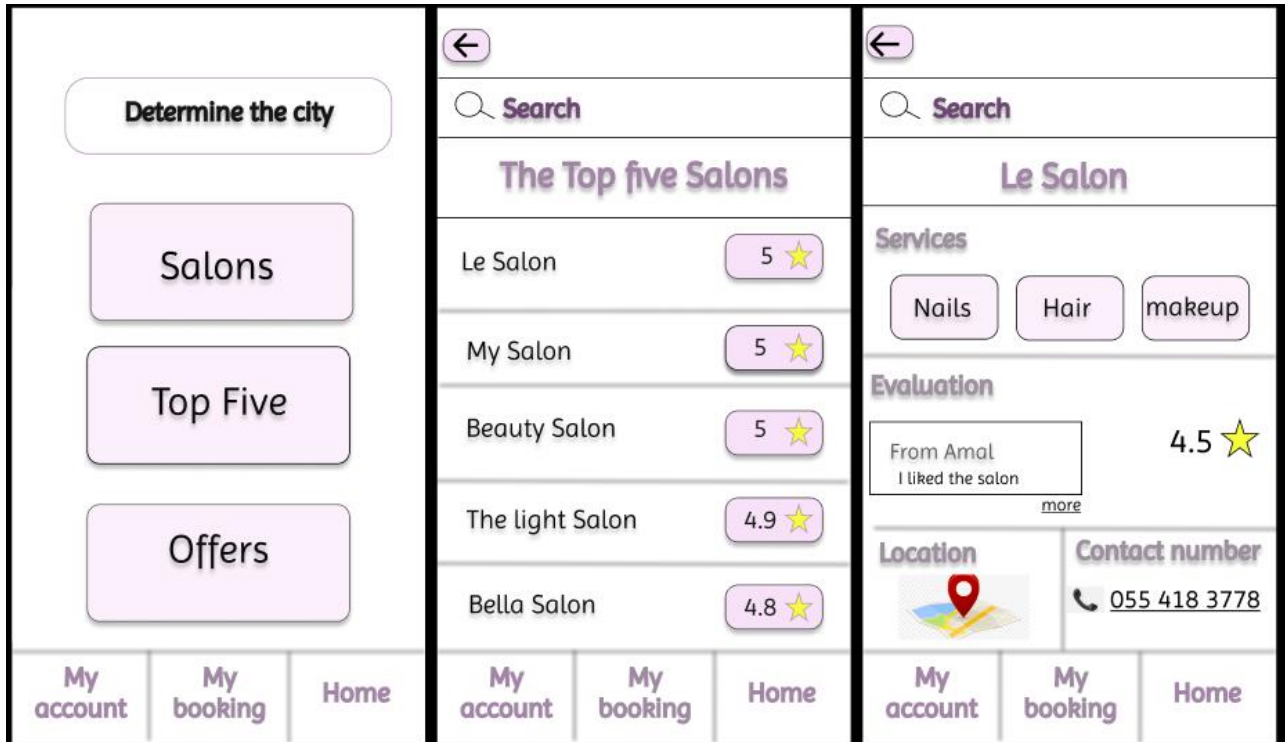 Determine the city
Salons
Top Five
Offers
My account
My booking
Home
Search
The Top five Salons
Le Salon
5
My Salon
5
Beauty Salon
5
The light Salon
4.9
Bella Salon
4.8
My account
My booking
Home
Search
Le Salon
Services
Nails
Hair
makeup
Evaluation
From Amal
I liked the salon
more
4.5
Location
Contact number
055 418 3778
My account
My booking
Home